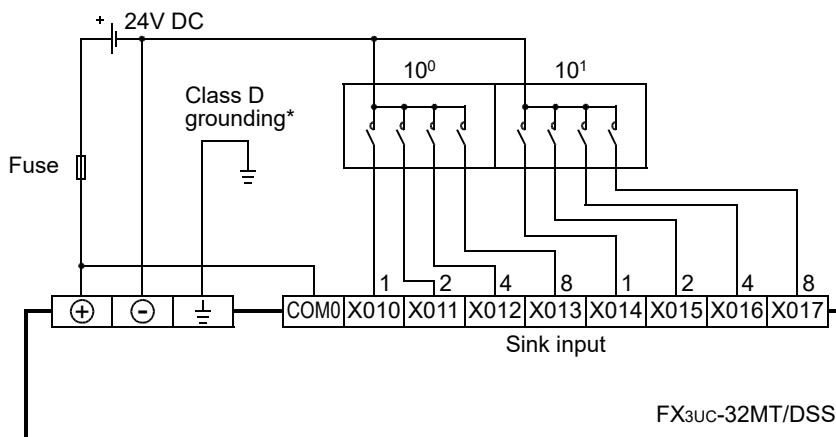 + 24V DC
10⁰ 10¹
Class D
grounding*
Fuse
1 2 4 8 1 2 4 8
+ - COM0 X010 X011 X012 X013 X014 X015 X016 X017
Sink input
FX3UC-32MT/DSS